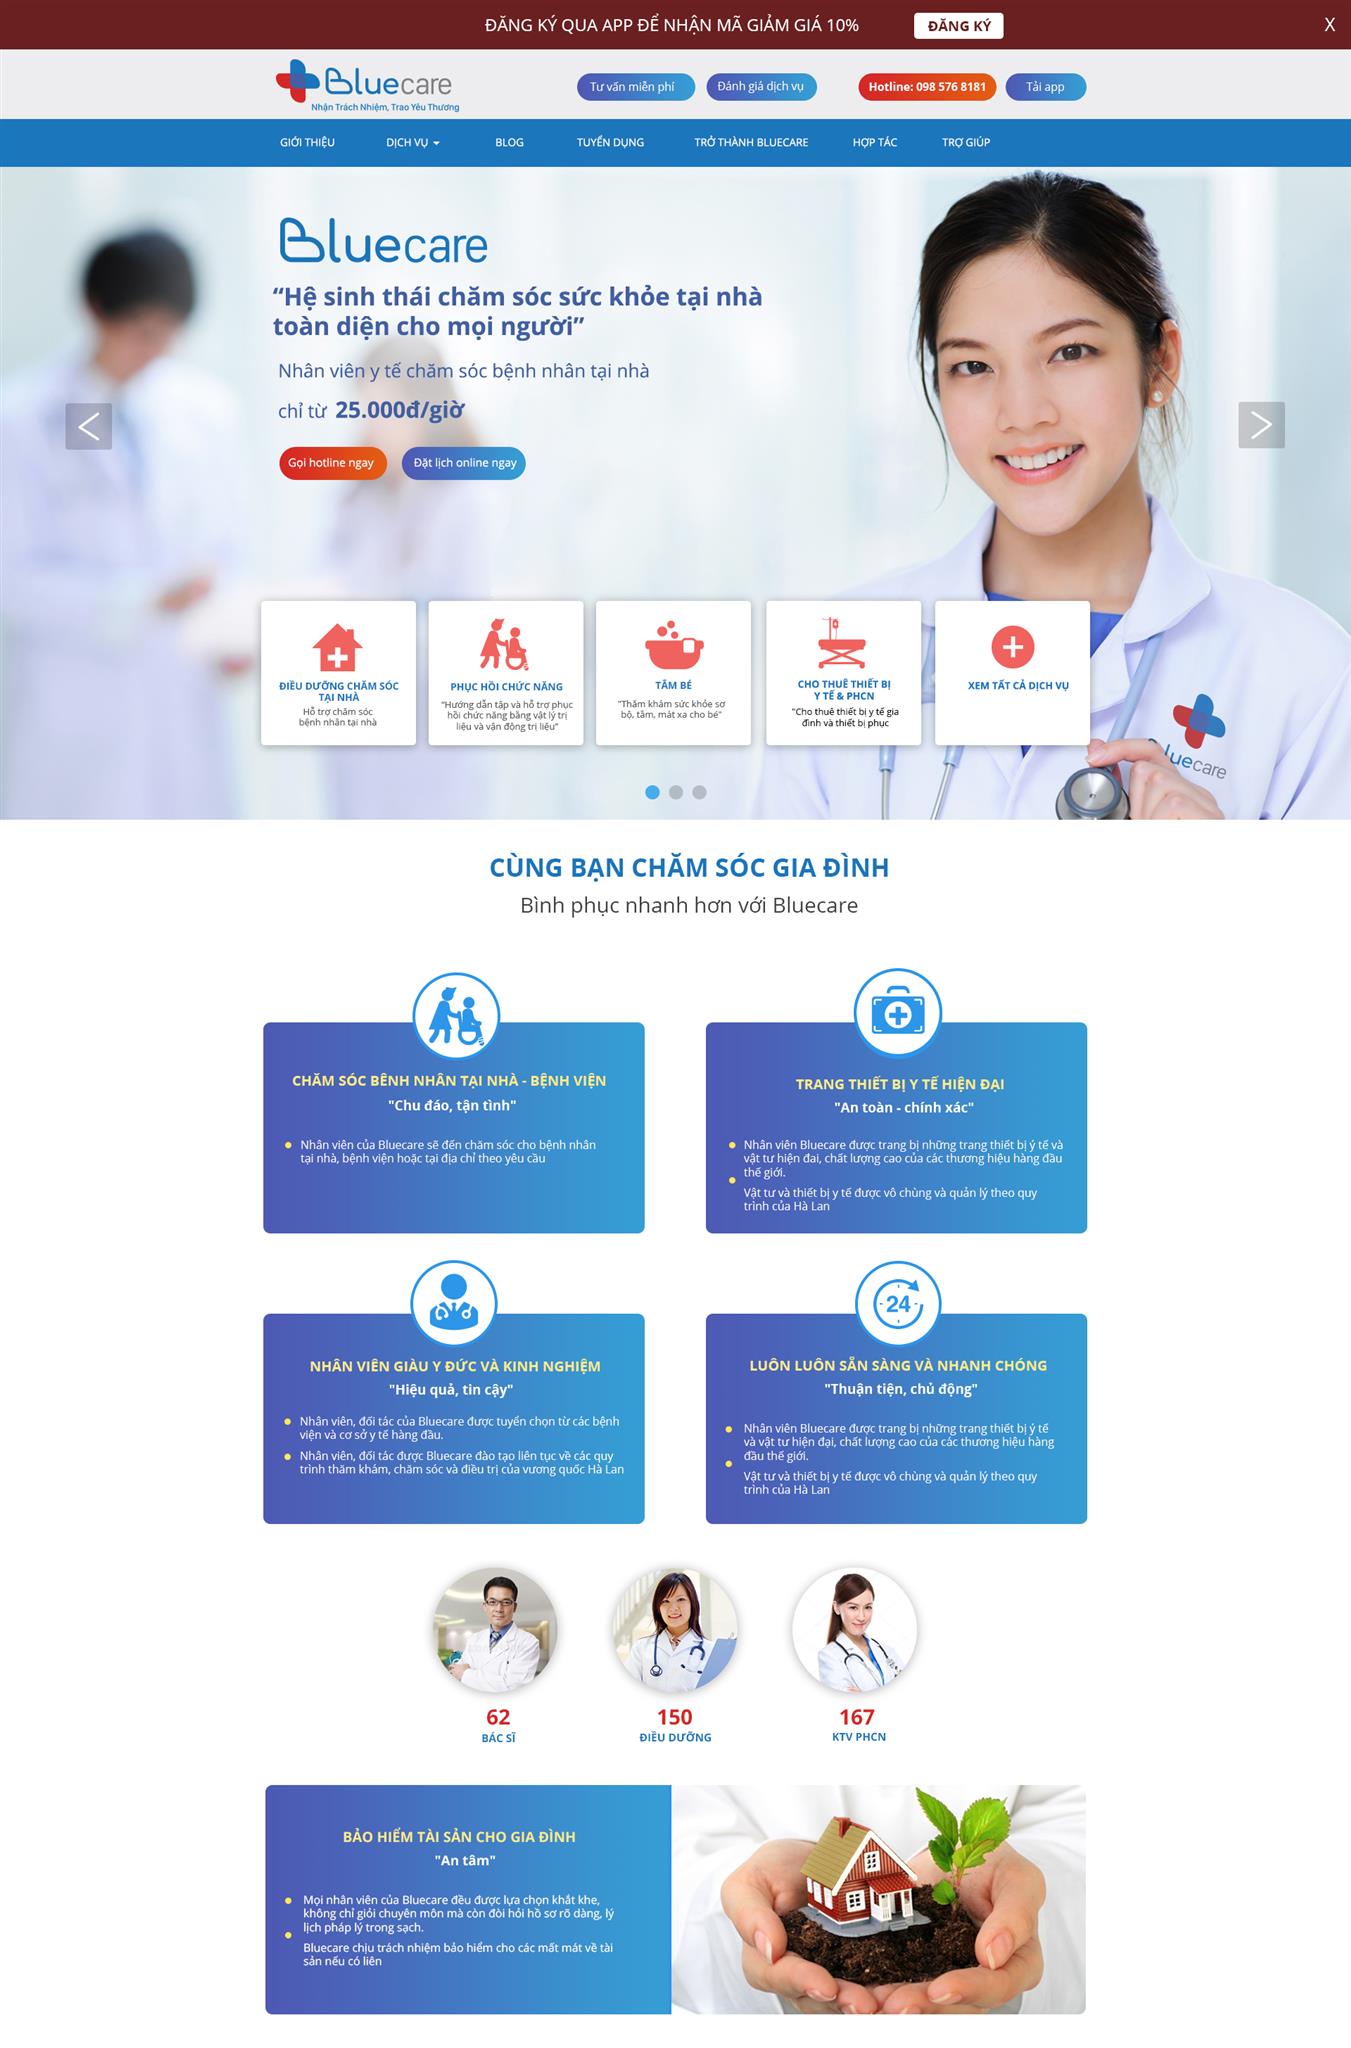 ĐĂNG KÝ QUA APP ĐỂ NHẬN MÃ GIẢM GIÁ 10%
ĐĂNG KÝ
X
Bluecare
Nhận Trách Nhiệm, Trao Yêu Thương
Tư vấn miễn phí
Đánh giá dịch vụ
Hotline: 098 576 8181
Tải app
GIỚI THIỆU
DỊCH VỤ
BLOG
TUYỂN DỤNG
TRỞ THÀNH BLUECARE
HỢP TÁC
TRỢ GIÚP
Bluecare
“Hệ sinh thái chăm sóc sức khỏe tại nhà
toàn diện cho mọi người”
Nhân viên y tế chăm sóc bệnh nhân tại nhà
chỉ từ 25.000đ/giờ
Gọi hotline ngay
Đặt lịch online ngay
ĐIỀU DƯỠNG CHĂM SÓC
TẠI NHÀ
Hỗ trợ chăm sóc
bệnh nhân tại nhà
PHỤC HỒI CHỨC NĂNG
"Hướng dẫn tập và hỗ trợ phục
hồi chức năng bằng vật lý trị
liệu và vận động trị liệu"
TẮM BÉ
"Thăm khám sức khỏe sơ
bộ, tắm, mát xa cho bé"
CHO THUÊ THIẾT BỊ
Y TẾ & PHCN
"Cho thuê thiết bị y tế gia
đình và thiết bị phục
XEM TẤT CẢ DỊCH VỤ
Bluecare
CÙNG BẠN CHĂM SÓC GIA ĐÌNH
Bình phục nhanh hơn với Bluecare
CHĂM SÓC BÊNH NHÂN TẠI NHÀ - BỆNH VIỆN
"Chu đáo, tận tình"
Nhân viên của Bluecare sẽ đến chăm sóc cho bệnh nhân
tại nhà, bệnh viện hoặc tại địa chỉ theo yêu cầu
TRANG THIẾT BỊ Y TẾ HIỆN ĐẠI
"An toàn - chính xác"
Nhân viên Bluecare được trang bị những trang thiết bị ý tế và
vật tư hiện đai, chất lượng cao của các thương hiệu hàng đầu
thế giới.
Vật tư và thiết bị y tế được vô chùng và quản lý theo quy
trình của Hà Lan
NHÂN VIÊN GIÀU Y ĐỨC VÀ KINH NGHIỆM
"Hiệu quả, tin cậy"
Nhân viên, đối tác của Bluecare được tuyển chọn từ các bệnh
viện và cơ sở y tế hàng đầu.
Nhân viên, đối tác được Bluecare đào tạo liên tục về các quy
trình thăm khám, chăm sóc và điều trị của vương quốc Hà Lan
24
LUÔN LUÔN SẴN SÀNG VÀ NHANH CHÓNG
"Thuận tiện, chủ động"
Nhân viên Bluecare được trang bị những trang thiết bị ý tế
và vật tư hiện đại, chất lượng cao của các thương hiệu hàng
đầu thế giới.
Vật tư và thiết bị y tế được vô chùng và quản lý theo quy
trình của Hà Lan
62
BÁC SĨ
150
ĐIỀU DƯỠNG
167
KTV PHCN
BẢO HIỂM TÀI SẢN CHO GIA ĐÌNH
"An tâm"
Mọi nhân viên của Bluecare đều được lựa chọn khắt khe,
không chỉ giỏi chuyên môn mà còn đòi hỏi hồ sơ rõ dàng, lý
lịch pháp lý trong sạch.
Bluecare chịu trách nhiệm bảo hiểm cho các mất mát về tài
sản nếu có liên